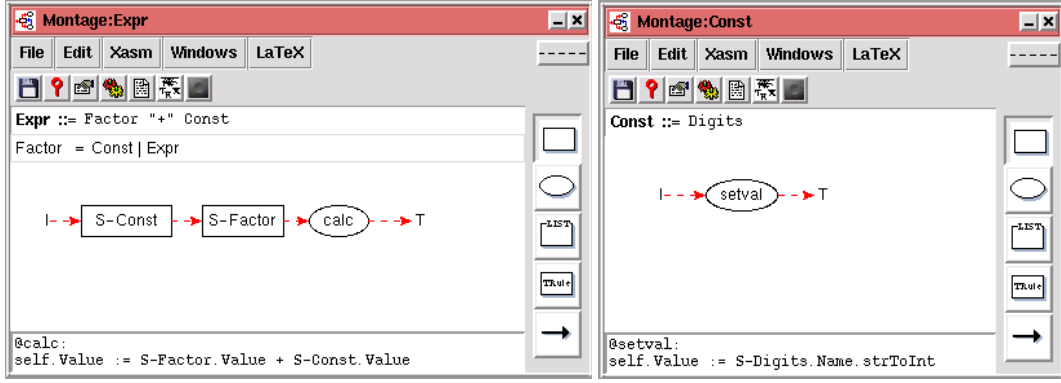 Montage:Expr
File Edit Xasm Windows LaTeX
-----
Expr ::= Factor "+" Const
Factor = Const | Expr
I S-Const S-Factor calc T
LIST
TRule
@calc:
self.Value := S-Factor.Value + S-Const.Value
Montage:Const
File Edit Xasm Windows LaTeX
-----
Const ::= Digits
I setval T
LIST
TRule
@setval:
self.Value := S-Digits.Name.strToInt